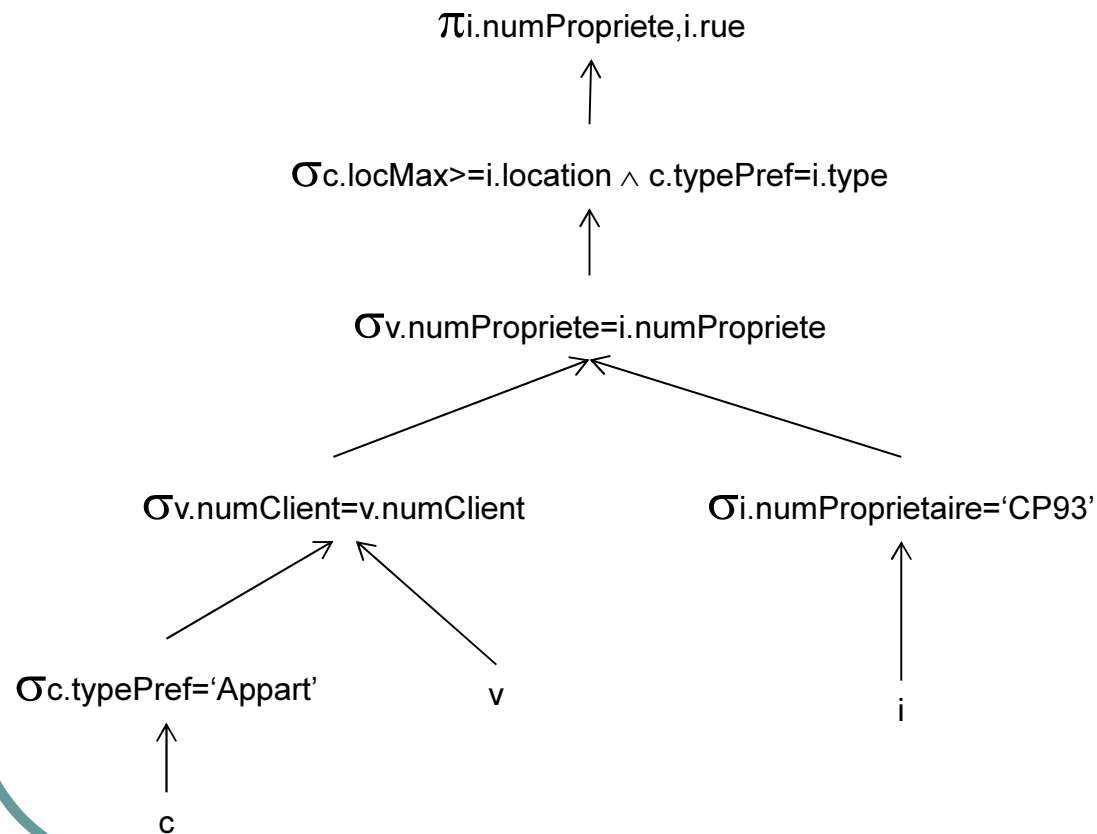 πi.numPropriete,i.rue
σc.locMax>=i.location ∧ c.typePref=i.type
σv.numPropriete=i.numPropriete
σv.numClient=v.numClient
σi.numProprietaire=‘CP93’
σc.typePref=‘Appart’
v
i
c